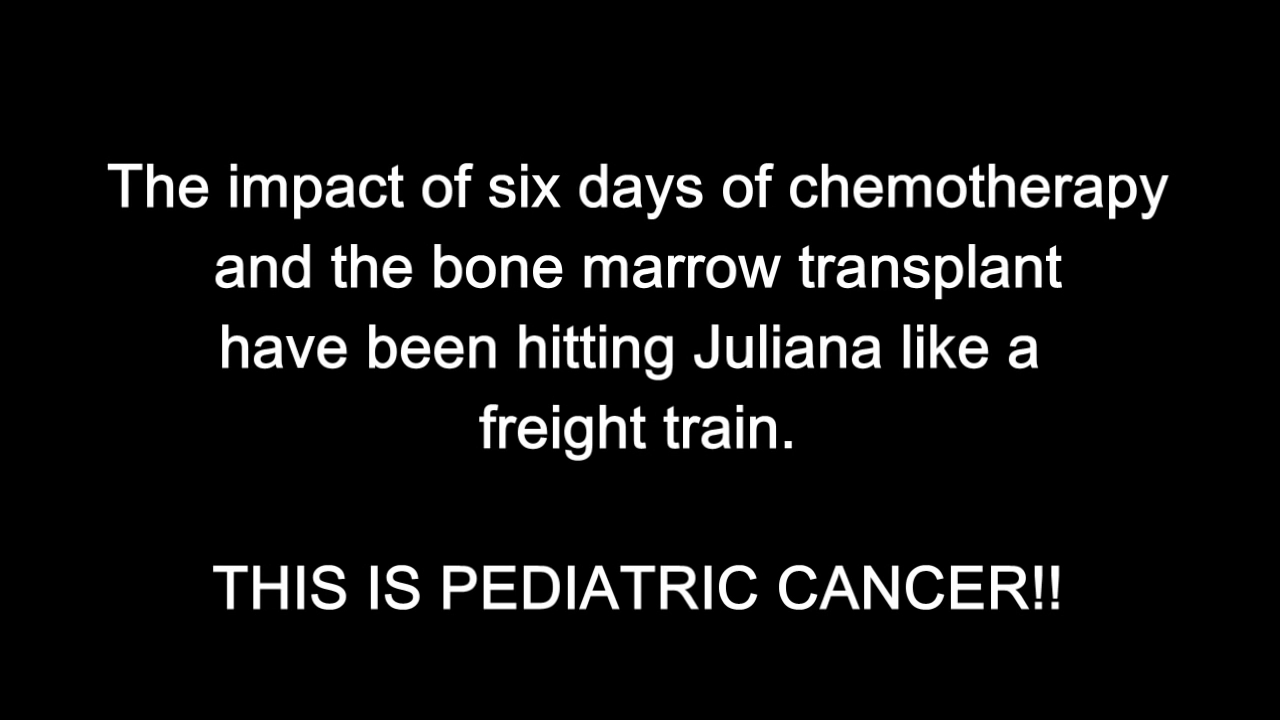 The impact of six days of chemotherapy
and the bone marrow transplant
have been hitting Juliana like a
freight train.
THIS IS PEDIATRIC CANCER!!